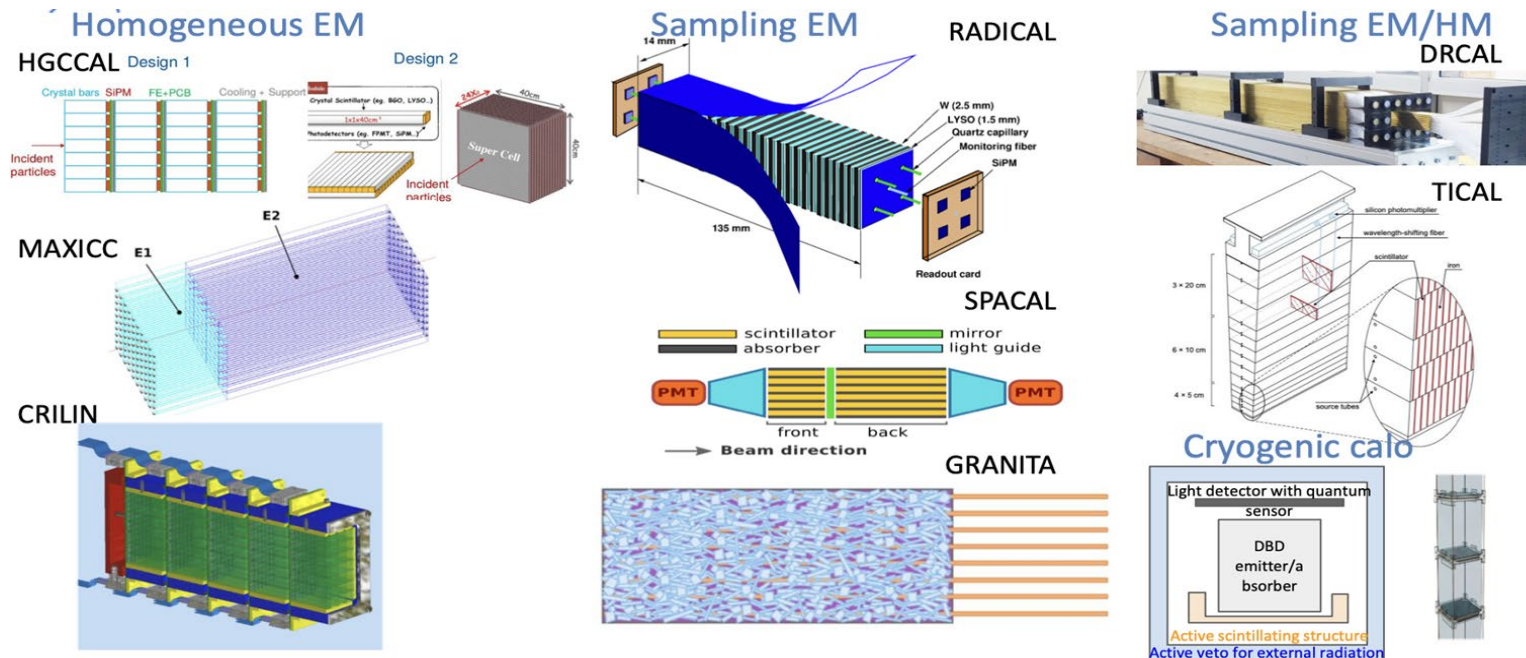 Homogeneous EM
HGCCAL Design 1
Crystal bars SiPM FE+PCB Cooling + Support
Incident
particles
Design 2
Crystal Scintillator (eg. BGO, LYSO..)
1x1x40cm³
Photodetectors (eg. FPMT, SiPM..)
24X₀
40cm
40cm
Super Cell
Incident
particles
MAXICC
E1
E2
CRILIN
Sampling EM
RADICAL
14 mm
W (2.5 mm)
LYSO (1.5 mm)
Quartz capillary
Monitoring fiber
SiPM
135 mm
Readout card
SPACAL
scintillator
mirror
absorber
light guide
PMT
PMT
front
back
Beam direction
GRANITA
Sampling EM/HM
DRCAL
TICAL
silicon photomultiplier
wavelength-shifting fiber
scintillator
iron
3 × 20 cm
6 × 10 cm
4 × 5 cm
source tubes
Cryogenic calo
Light detector with quantum
sensor
DBD
emitter/a
bsorber
Active scintillating structure
Active veto for external radiation